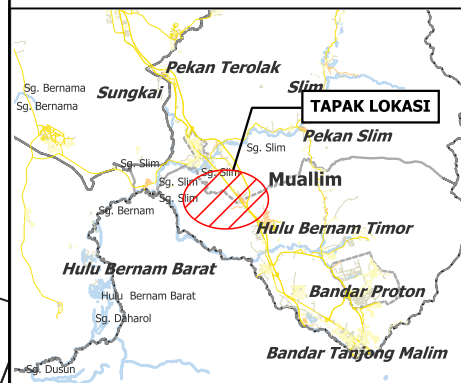 Pekan Terolak
Sg. Bernama
Sungkai
Slim
Sg. Bernama
TAPAK LOKASI
Pekan Slim
Sg. Slim
Sg. Slim
Sg. Slim
Muallim
Sg. Slim
Sg. Slim
Sg. Bernam
Hulu Bernam Timor
Hulu Bernam Barat
Bandar Proton
Hulu Bernam Barat
Sg. Daharol
Bandar Tanjong Malim
Sg. Dusun